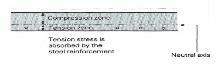 Compression zone
Tension zone
Tension stress is
absorbed by the
steel reinforcement
Neutral axis